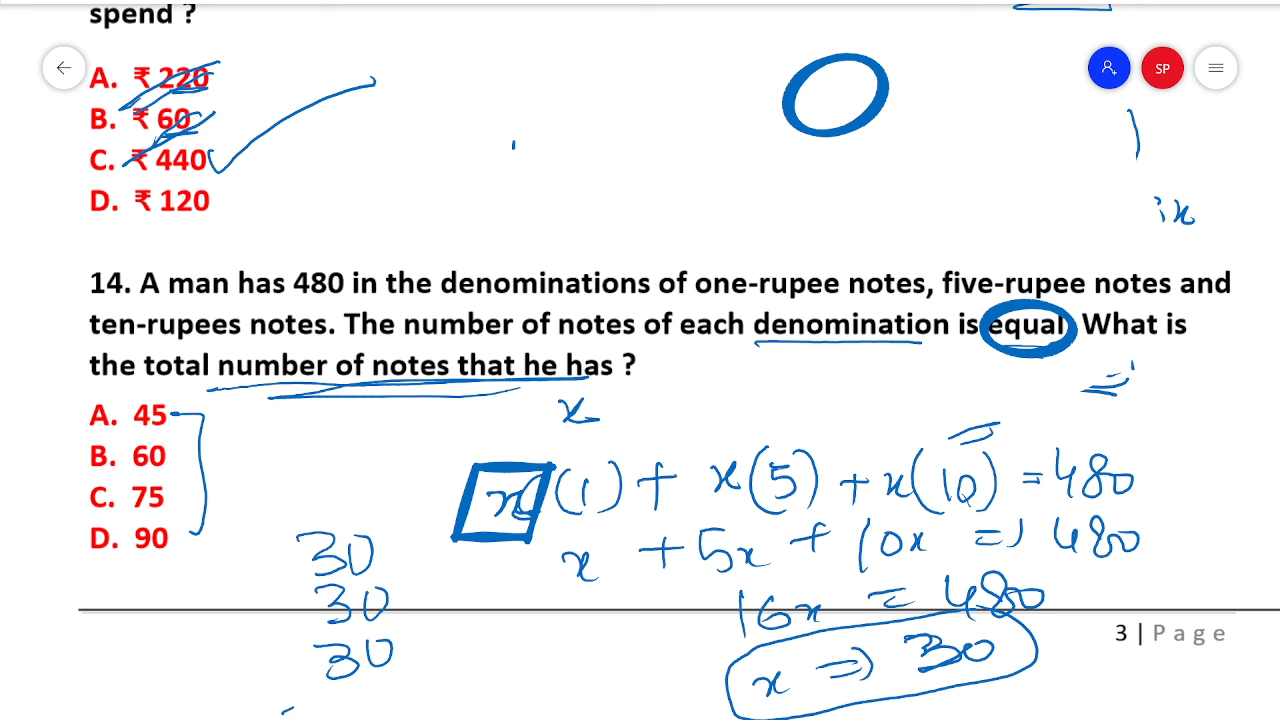 spend ?
SP
A. ₹ 220
B. ₹ 60
C. ₹ 440
D. ₹ 120
:x
14. A man has 480 in the denominations of one-rupee notes, five-rupee notes and
ten-rupees notes. The number of notes of each denomination is equal. What is
the total number of notes that he has ?
A. 45
B. 60
C. 75
D. 90
x
x(1) + x(5) + x(10) = 480
x + 5x + 10x => 480
16x = 480
x => 30
30
30
30
3 | Page